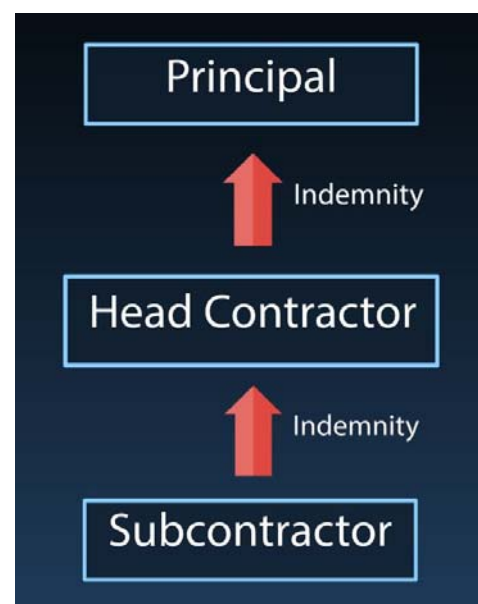 Principal
Indemnity
Head Contractor
Indemnity
Subcontractor